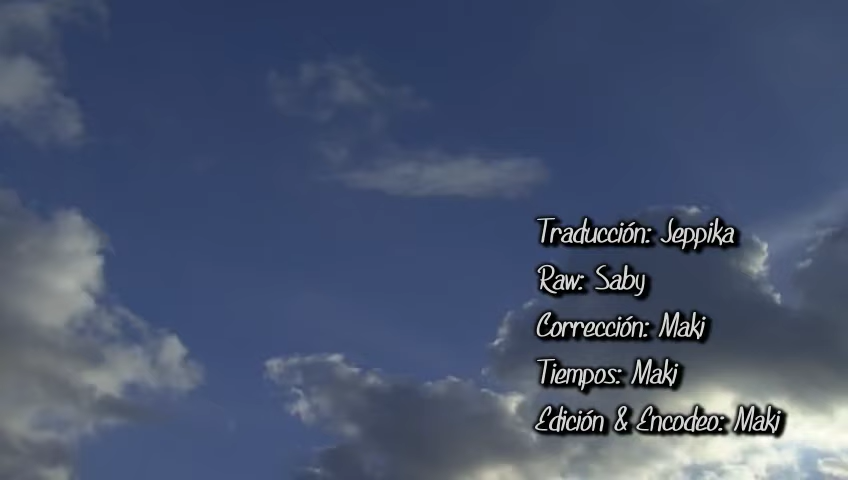 Traducción: Jeppika
Raw: Saby
Corrección: Maki
Tiempos: Maki
Edición & Encodeo: Maki